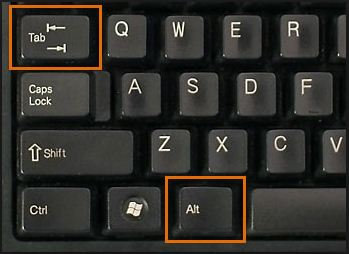 Tab Q W E R
Caps Lock A S D F
Shift Z X C V
Ctrl Alt